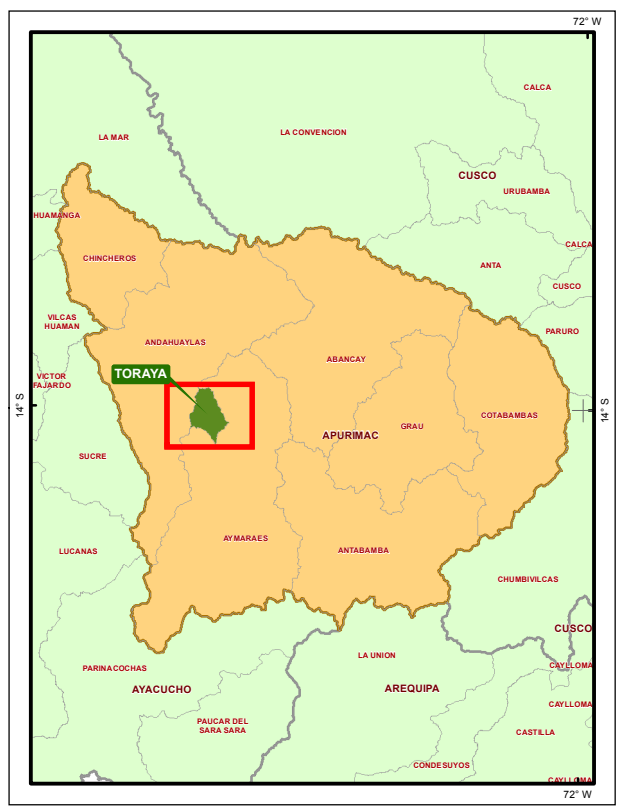 72° W
CALCA
LA CONVENCION
LA MAR
CUSCO
URUBAMBA
HUAMANGA
CALCA
CHINCHEROS
ANTA
CUSCO
VILCAS
HUAMAN
PARURO
ANDAHUAYLAS
ABANCAY
TORAYA
VICTOR
FAJARDO
14° S
14° S
COTABAMBAS
GRAU
APURIMAC
SUCRE
AYMARAES
ANTABAMBA
LUCANAS
CHUMBIVILCAS
CUSCO
LA UNION
CAYLLOMA
PARINACOCHAS
AYACUCHO
AREQUIPA
CAYLLOMA
PAUCAR DEL
SARA SARA
CASTILLA
CONDESUYOS
CAYLLOMA
72° W